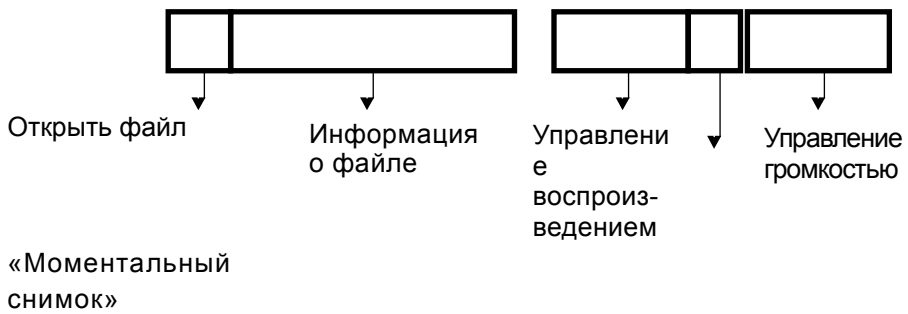 Открыть файл
Информация
о файле
Управлени
е
воспроиз-
ведением
Управление
громкостью
«Моментальный
снимок»